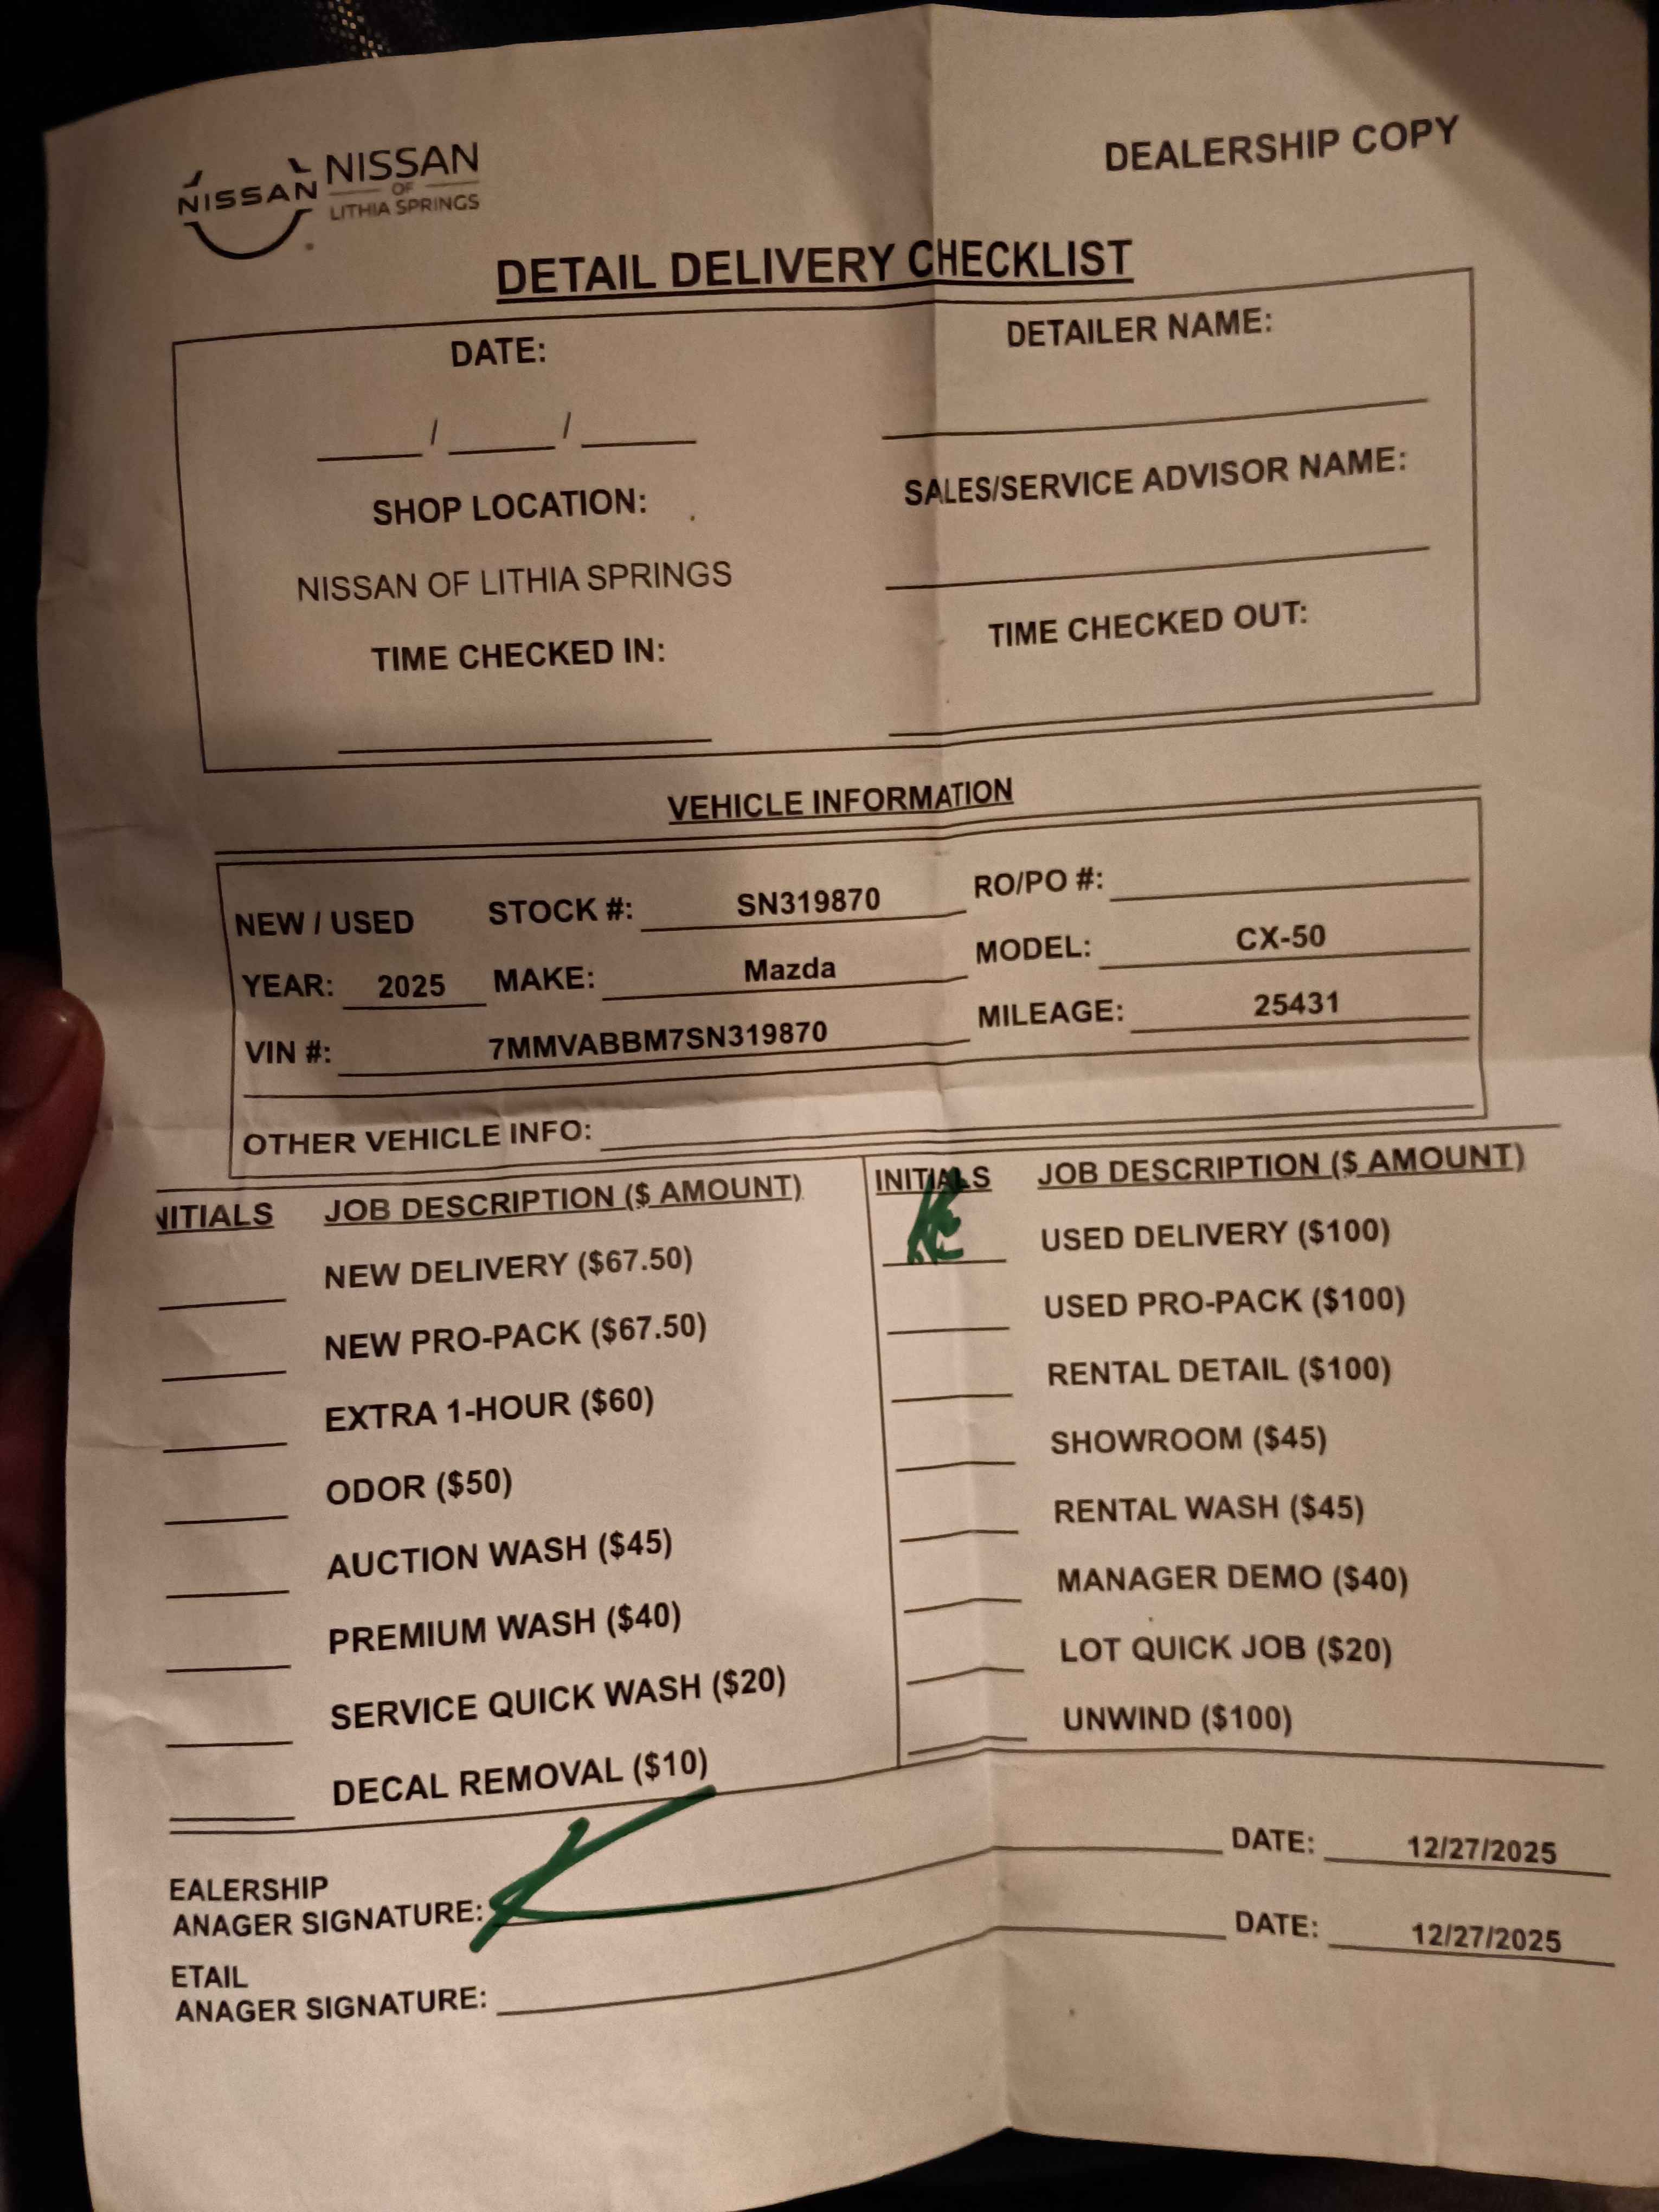 DEALERSHIP COPY
NISSAN NISSAN
OF
LITHIA SPRINGS
DETAIL DELIVERY CHECKLIST
DATE:
DETAILER NAME:
____/____/____
SHOP LOCATION:
SALES/SERVICE ADVISOR NAME:
NISSAN OF LITHIA SPRINGS
TIME CHECKED IN:
TIME CHECKED OUT:
VEHICLE INFORMATION
NEW / USED STOCK #: SN319870 RO/PO #:
YEAR: 2025 MAKE: Mazda MODEL: CX-50
VIN #: 7MMVABBM7SN319870 MILEAGE: 25431
OTHER VEHICLE INFO:
NITIALS JOB DESCRIPTION ($ AMOUNT)
NEW DELIVERY ($67.50)
NEW PRO-PACK ($67.50)
EXTRA 1-HOUR ($60)
ODOR ($50)
AUCTION WASH ($45)
PREMIUM WASH ($40)
SERVICE QUICK WASH ($20)
DECAL REMOVAL ($10)
INITIALS JOB DESCRIPTION ($ AMOUNT)
USED DELIVERY ($100)
USED PRO-PACK ($100)
RENTAL DETAIL ($100)
SHOWROOM ($45)
RENTAL WASH ($45)
MANAGER DEMO ($40)
LOT QUICK JOB ($20)
UNWIND ($100)
EALERSHIP
ANAGER SIGNATURE: DATE: 12/27/2025
ETAIL
ANAGER SIGNATURE: DATE: 12/27/2025